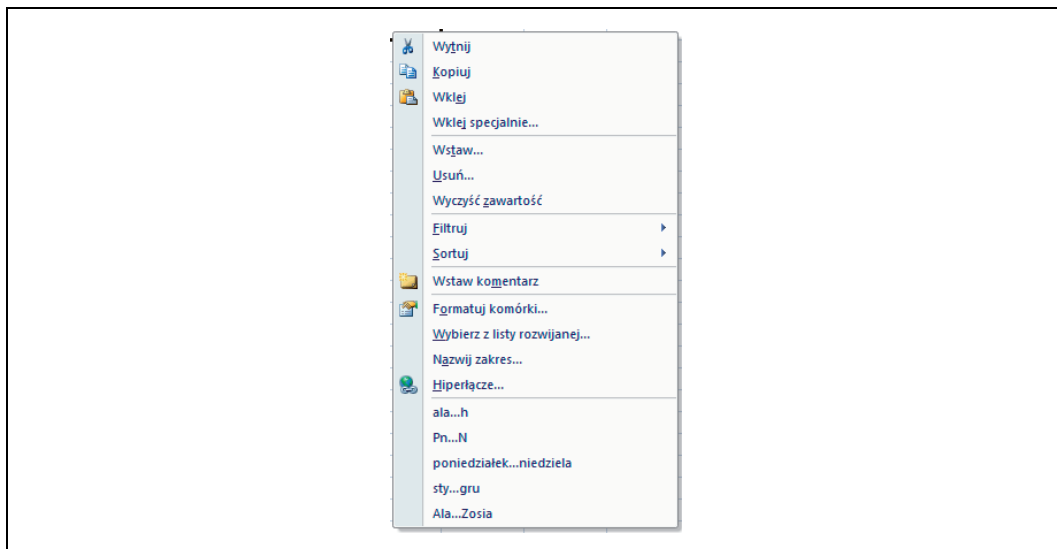 Wytnij
Kopiuj
Wklej
Wklej specjalnie...
Wstaw...
Usuń...
Wyczyść zawartość
Filtruj
Sortuj
Wstaw komentarz
Formatuj komórki...
Wybierz z listy rozwijanej...
Nazwij zakres...
Hiperłącze...
ala...h
Pn...N
poniedziałek...niedziela
sty...gru
Ala...Zosia